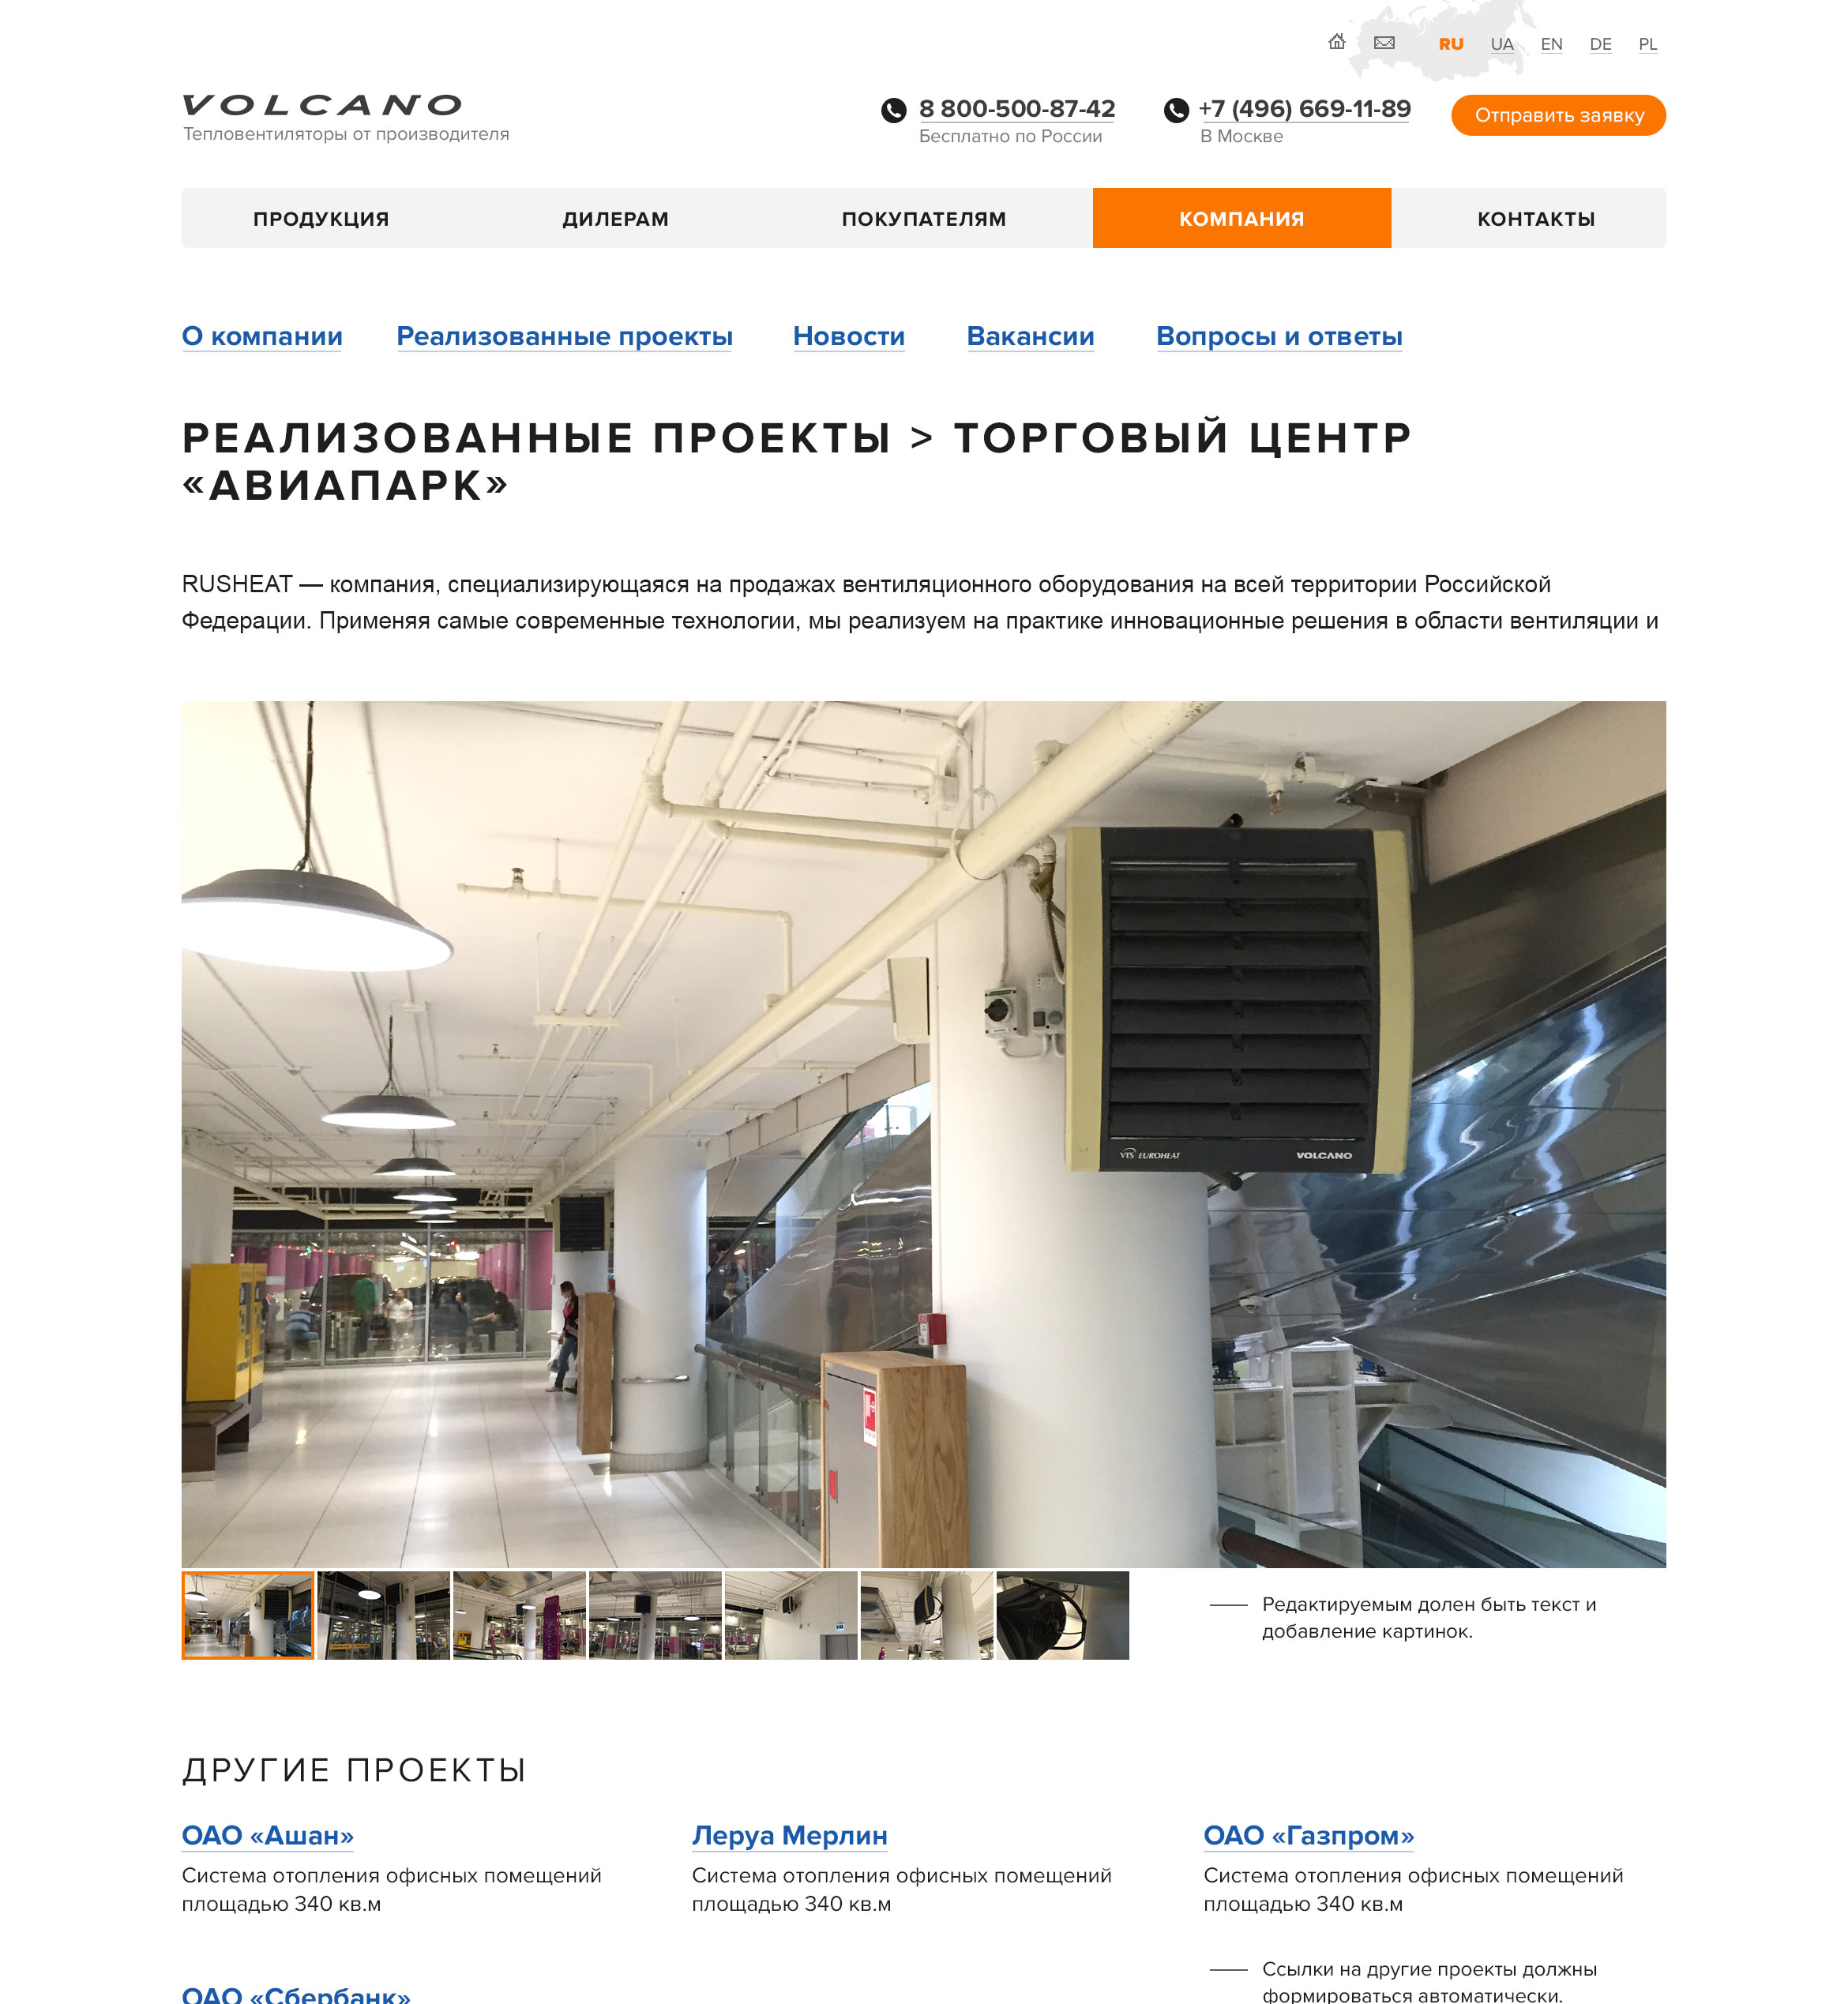 RU UA EN DE PL
VOLCANO
Тепловентиляторы от производителя
8 800-500-87-42
Бесплатно по России
+7 (496) 669-11-89
В Москве
Отправить заявку
ПРОДУКЦИЯ ДИЛЕРАМ ПОКУПАТЕЛЯМ КОМПАНИЯ КОНТАКТЫ
О компании Реализованные проекты Новости Вакансии Вопросы и ответы
РЕАЛИЗОВАННЫЕ ПРОЕКТЫ > ТОРГОВЫЙ ЦЕНТР
«АВИАПАРК»
RUSHEAT — компания, специализирующаяся на продажах вентиляционного оборудования на всей территории Российской
Федерации. Применяя самые современные технологии, мы реализуем на практике инновационные решения в области вентиляции и
VTS EUROHEAT VOLCANO
Редактируемым долен быть текст и
добавление картинок.
ДРУГИЕ ПРОЕКТЫ
ОАО «Ашан»
Система отопления офисных помещений
площадью 340 кв.м
Леруа Мерлин
Система отопления офисных помещений
площадью 340 кв.м
ОАО «Газпром»
Система отопления офисных помещений
площадью 340 кв.м
ОАО «Сбербанк»
Ссылки на другие проекты должны
формироваться автоматически.